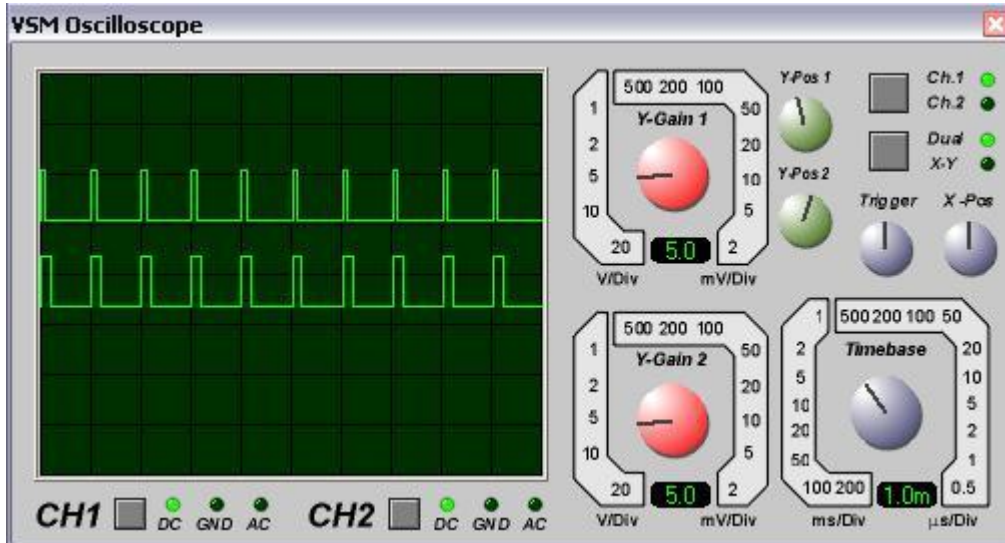 VSM Oscilloscope
500 200 100
1
50
Y-Gain 1
2
20
5
10
10
5
20
5.0
2
V/Div
mV/Div
Y-Pos 1
Y-Pos 2
Ch.1
Ch.2
Dual
X-Y
Trigger
X -Pos
500 200 100
1
50
Y-Gain 2
2
20
5
10
10
5
20
5.0
2
V/Div
mV/Div
1
500 200 100 50
2
Timebase
20
5
10
10
5
20
2
50
1
100 200
1.0m
0.5
ms/Div
µs/Div
CH1
DC GND AC
CH2
DC GND AC